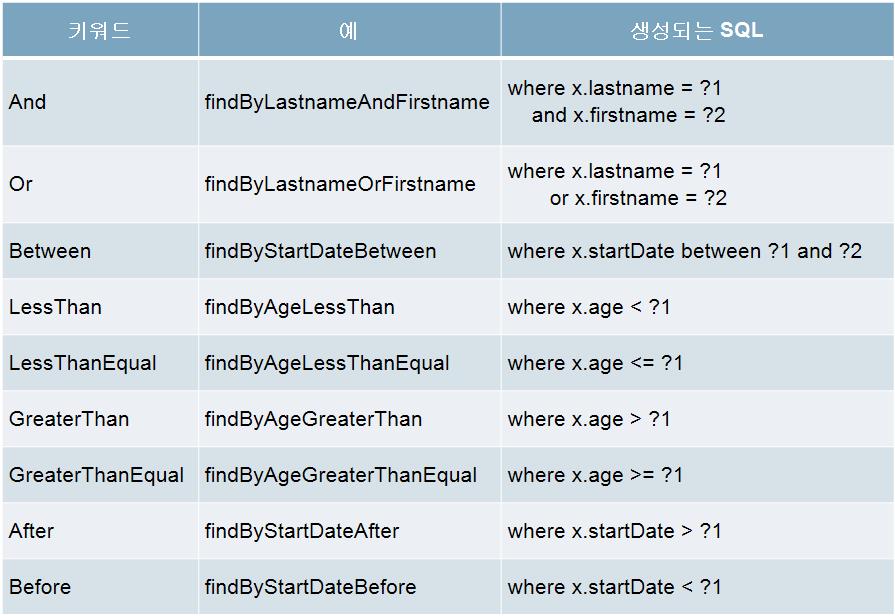 키워드 예 생성되는 SQL
And findByLastnameAndFirstname where x.lastname = ?1
and x.firstname = ?2
Or findByLastnameOrFirstname where x.lastname = ?1
or x.firstname = ?2
Between findByStartDateBetween where x.startDate between ?1 and ?2
LessThan findByAgeLessThan where x.age < ?1
LessThanEqual findByAgeLessThanEqual where x.age <= ?1
GreaterThan findByAgeGreaterThan where x.age > ?1
GreaterThanEqual findByAgeGreaterThanEqual where x.age >= ?1
After findByStartDateAfter where x.startDate > ?1
Before findByStartDateBefore where x.startDate < ?1